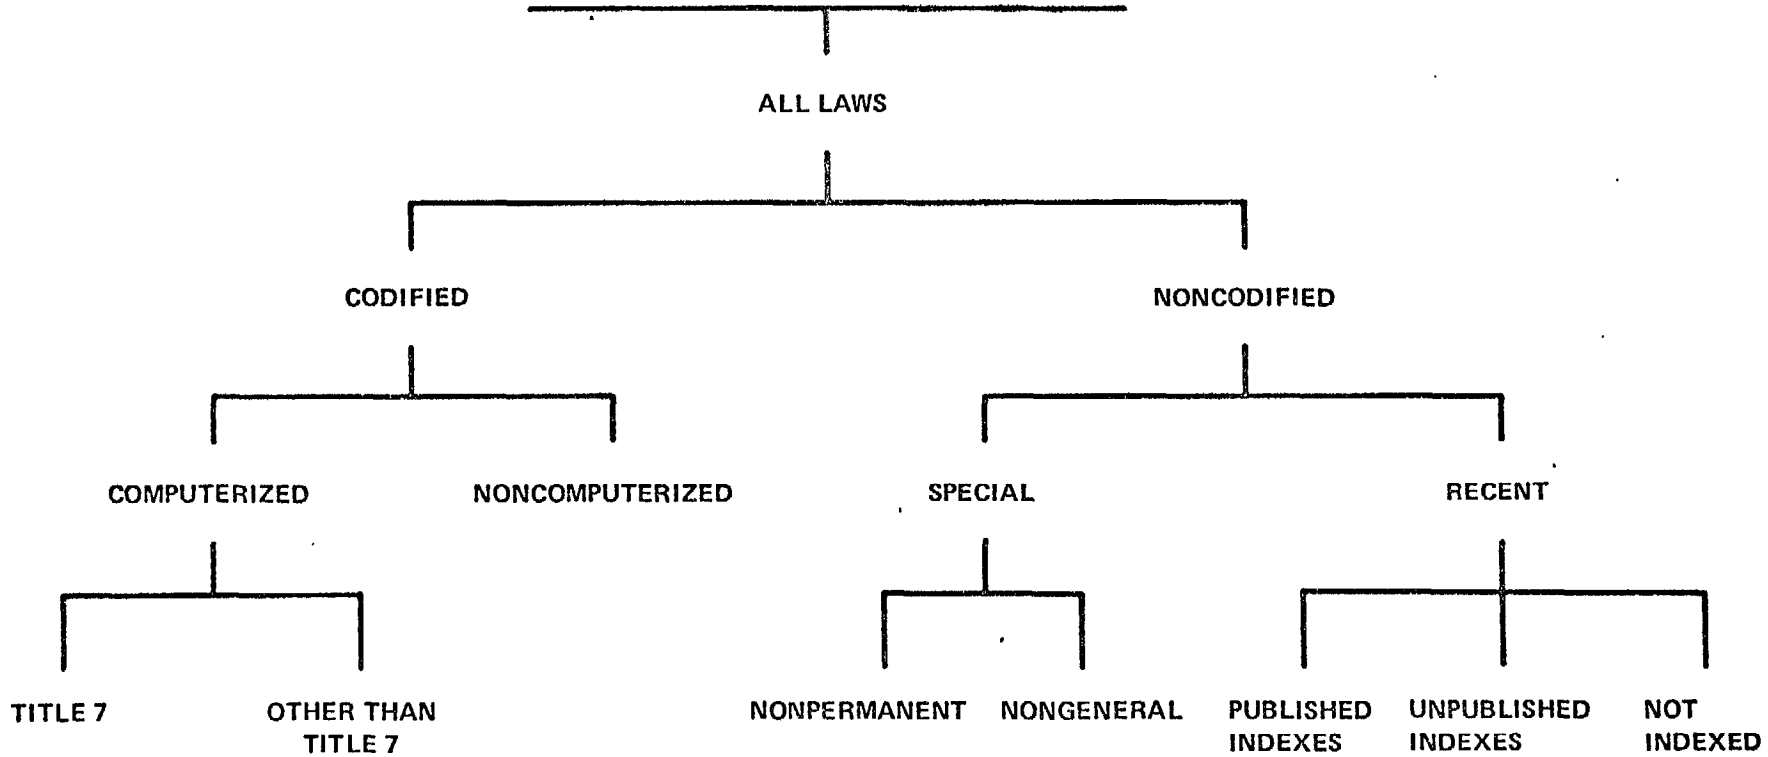 ALL LAWS
CODIFIED
NONCODIFIED
COMPUTERIZED
NONCOMPUTERIZED
SPECIAL
RECENT
TITLE 7
OTHER THAN
TITLE 7
NONPERMANENT
NONGENERAL
PUBLISHED
INDEXES
UNPUBLISHED
INDEXES
NOT
INDEXED